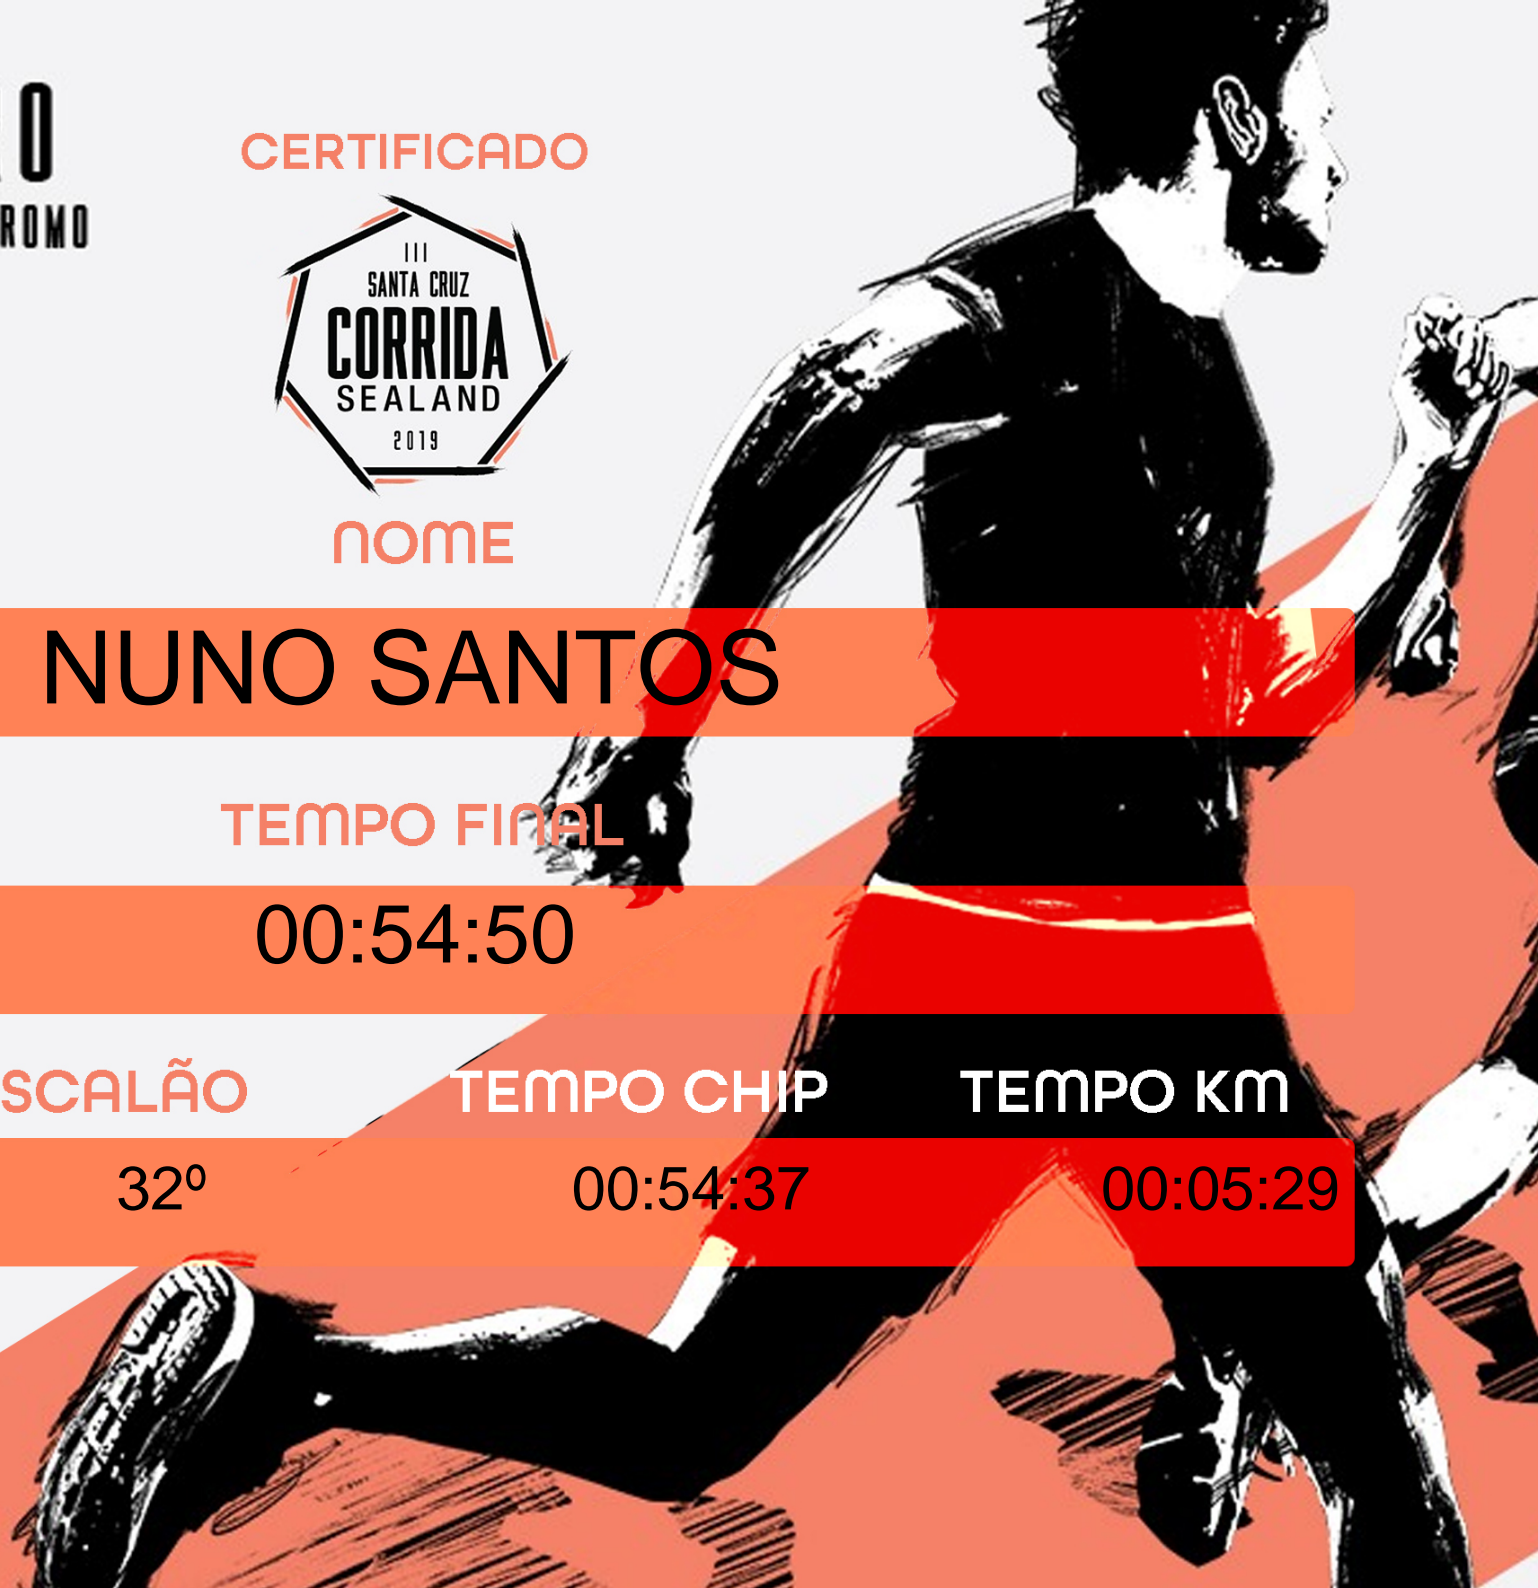 O
ROMO
CERTIFICADO
III
SANTA CRUZ
CORRIDA
SEALAND
2019
NOME
NUNO SANTOS
TEMPO FINAL
00:54:50
SCALÃO TEMPO CHIP TEMPO KM
32º 00:54:37 00:05:29